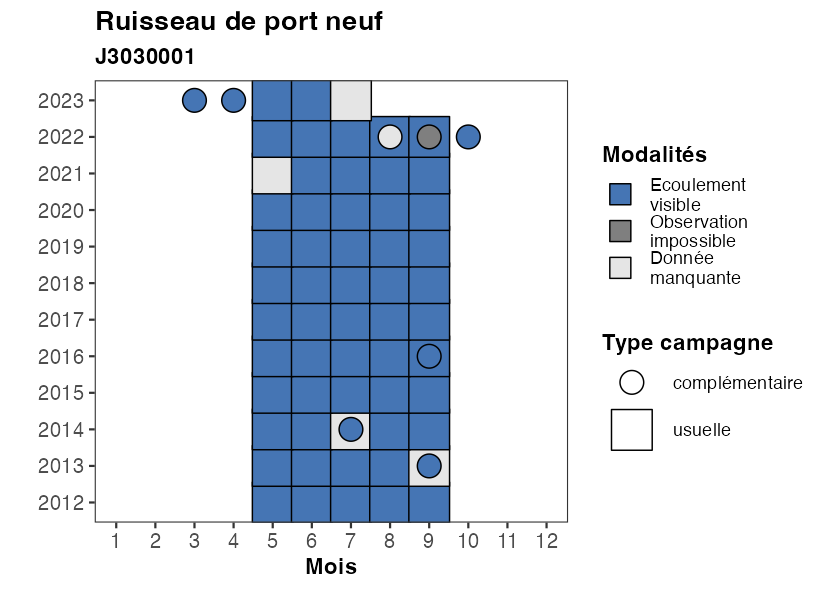 Ruisseau de port neuf
J3030001
2023
2022
2021
2020
2019
2018
2017
2016
2015
2014
2013
2012
1 2 3 4 5 6 7 8 9 10 11 12
Mois
Modalités
Ecoulement
visible
Observation
impossible
Donnée
manquante
Type campagne
complémentaire
usuelle